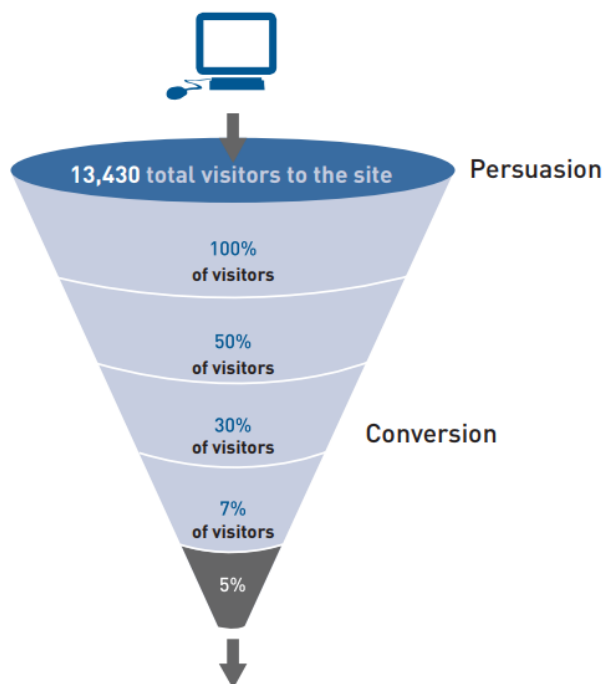 13,430 total visitors to the site
Persuasion
100%
of visitors
50%
of visitors
30%
of visitors
Conversion
7%
of visitors
5%